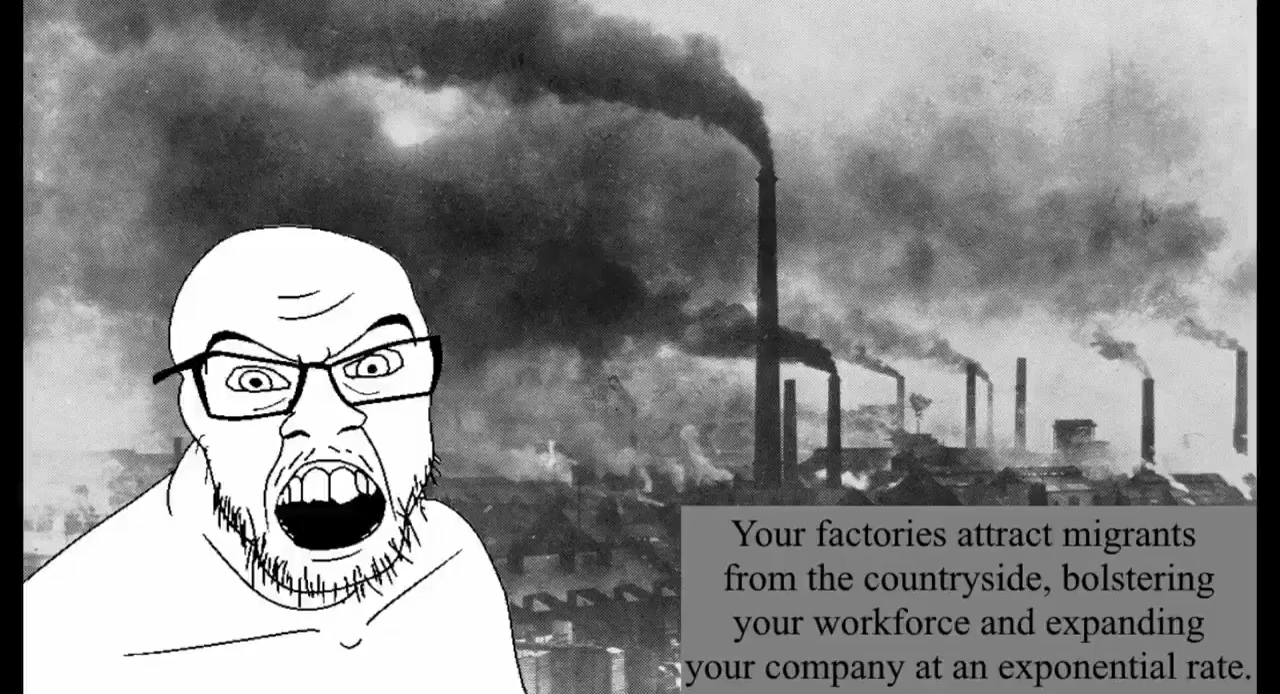 Your factories attract migrants
from the countryside, bolstering
your workforce and expanding
your company at an exponential rate.